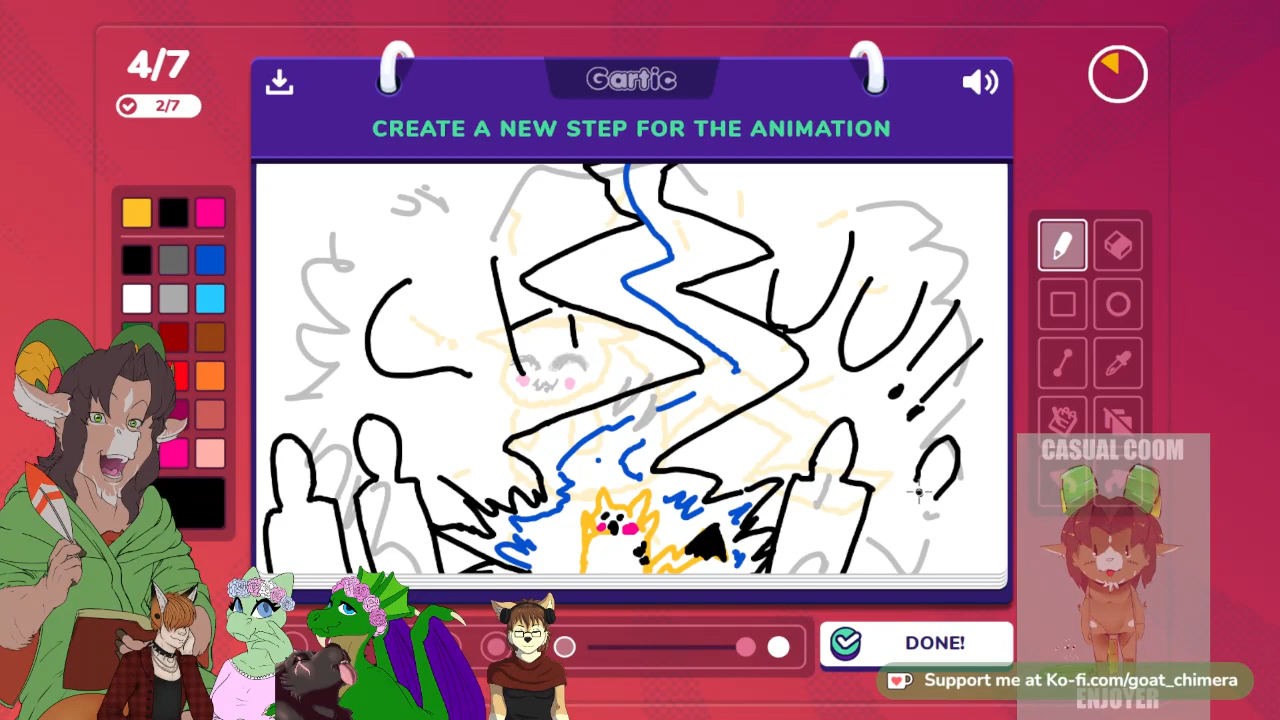 4/7
2/7
Gartic
CREATE A NEW STEP FOR THE ANIMATION
CHUU!!
CASUAL COOM
ENJOYER
DONE!
Support me at Ko-fi.com/goat_chimera